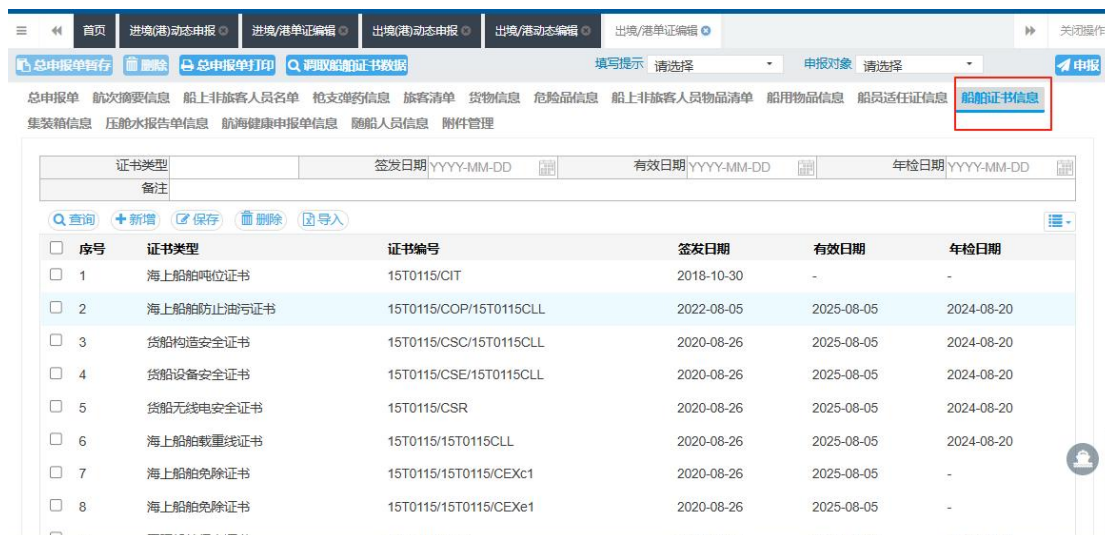 首页 进境(港)动态申报 进境/港单证编辑 出境(港)动态申报 出境/港动态编辑 出境/港单证编辑 关闭操作
总申报单暂存 删除 总申报单打印 调取船舶证书数据 填写提示 请选择 申报对象 请选择 申报
总申报单 航次摘要信息 船上非旅客人员名单 枪支弹药信息 旅客清单 货物信息 危险品信息 船上非旅客人员物品清单 船用物品信息 船员适任证信息 船舶证书信息
集装箱信息 压舱水报告单信息 航海健康申报单信息 随船人员信息 附件管理
证书类型 签发日期 YYYY-MM-DD 有效日期 YYYY-MM-DD 年检日期 YYYY-MM-DD
备注
查询 新增 保存 删除 导入
序号 证书类型 证书编号 签发日期 有效日期 年检日期
1 海上船舶吨位证书 15T0115/CIT 2018-10-30 - -
2 海上船舶防止油污证书 15T0115/COP/15T0115CLL 2022-08-05 2025-08-05 2024-08-20
3 货船构造安全证书 15T0115/CSC/15T0115CLL 2020-08-26 2025-08-05 2024-08-20
4 货船设备安全证书 15T0115/CSE/15T0115CLL 2020-08-26 2025-08-05 2024-08-20
5 货船无线电安全证书 15T0115/CSR 2020-08-26 2025-08-05 2024-08-20
6 海上船舶载重线证书 15T0115/15T0115CLL 2020-08-26 2025-08-05 2024-08-20
7 海上船舶免除证书 15T0115/15T0115/CEXc1 2020-08-26 2025-08-05 -
8 海上船舶免除证书 15T0115/15T0115/CEXe1 2020-08-26 2025-08-05 -